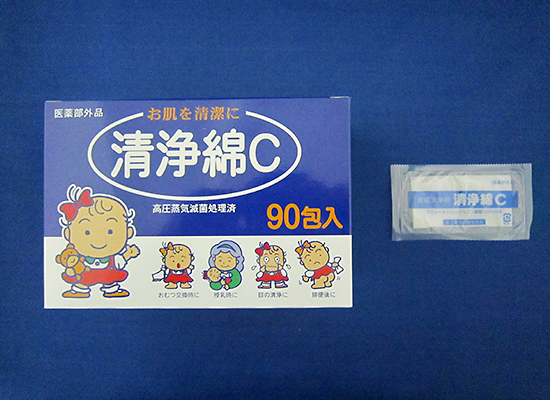 医薬部外品
お肌を清潔に
清浄綿C
高圧蒸気滅菌処理済
90包入
おむつ交換時に
授乳時に
目の清浄に
排便後に
清浄綿C